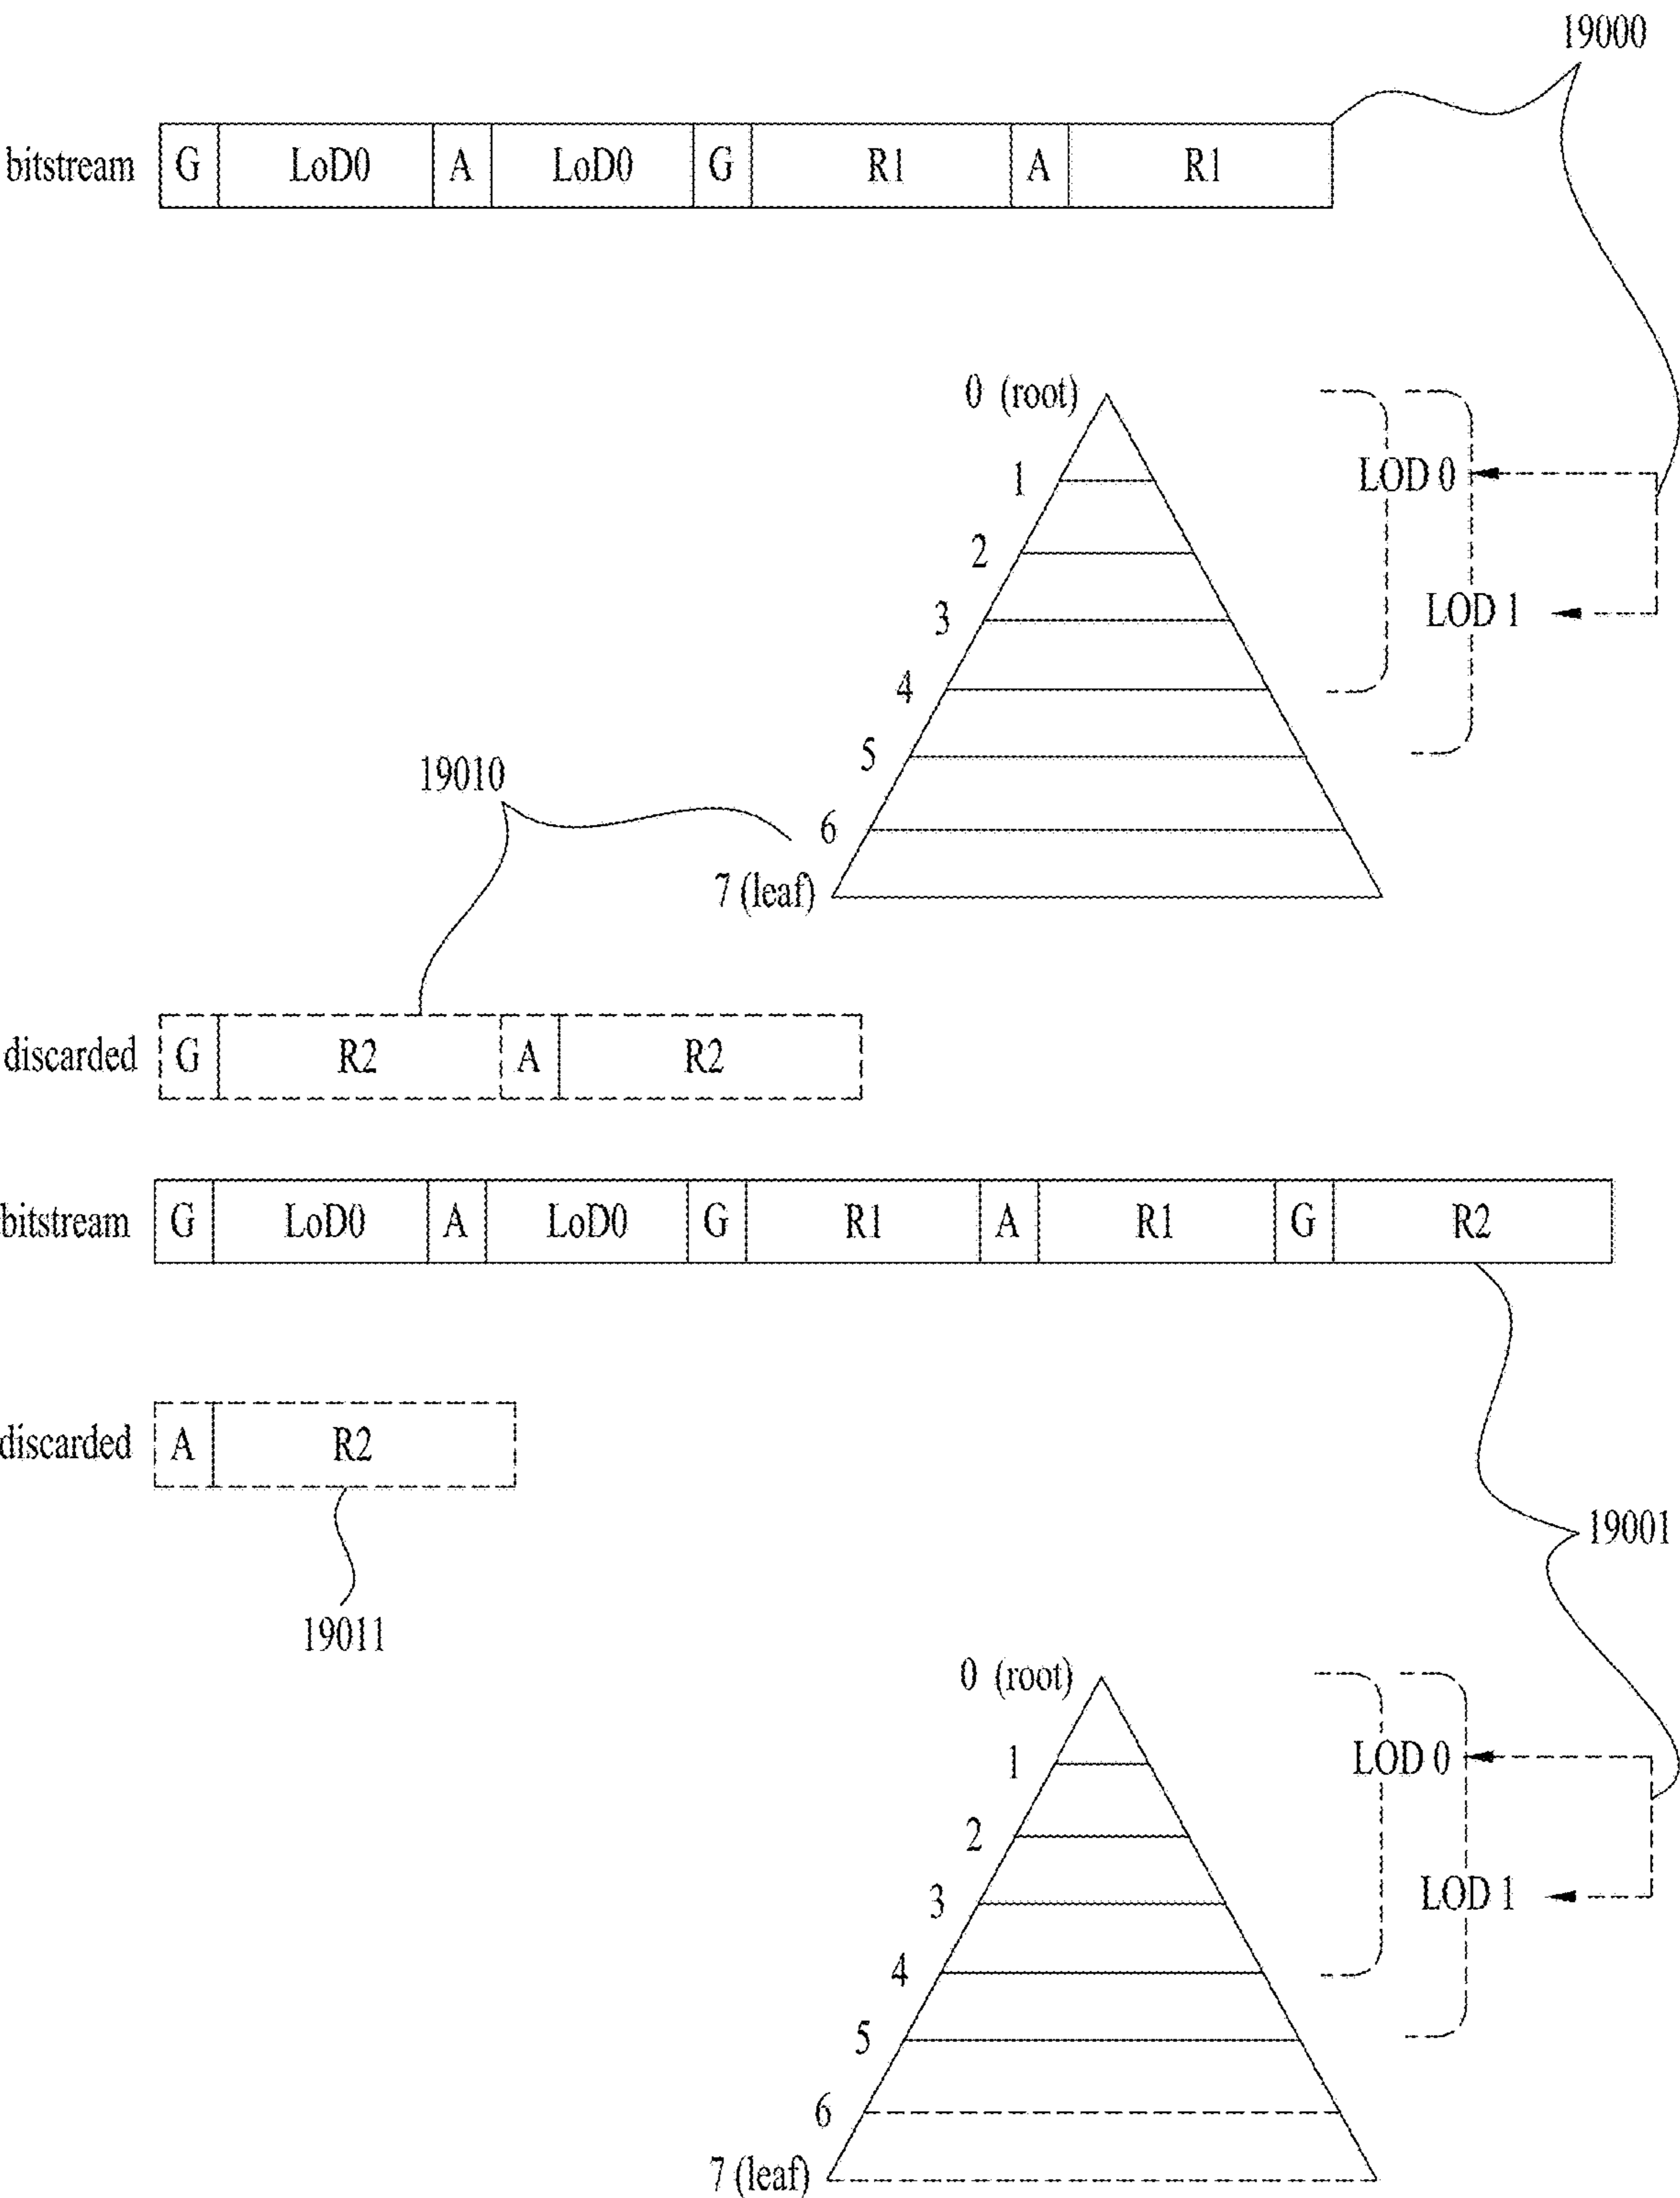 19000
bitstream G LoD0 A LoD0 G R1 A R1
0 (root)
1
LOD 0
2
3
LOD 1
4
5
19010
6
7 (leaf)
discarded G R2 A R2
bitstream G LoD0 A LoD0 G R1 A R1 G R2
discarded A R2
19001
19011
0 (root)
1
LOD 0
2
3
LOD 1
4
5
6
7 (leaf)